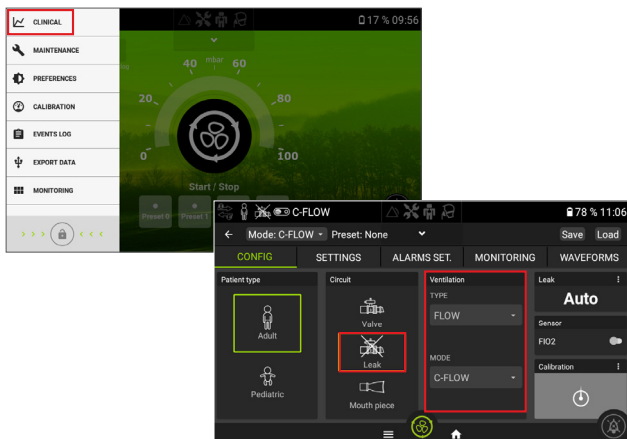 CLINICAL
MAINTENANCE
PREFERENCES
CALIBRATION
EVENTS LOG
EXPORT DATA
MONITORING
17 % 09:56
mbar
40 60
20 80
0 100
Start / Stop
Preset 0 Preset 1
C-FLOW
78 % 11:06
Mode: C-FLOW Preset: None Save Load
CONFIG SETTINGS ALARMS SET. MONITORING WAVEFORMS
Patient type
Adult
Pediatric
Circuit
Valve
Leak
Mouth piece
Ventilation
TYPE
FLOW
MODE
C-FLOW
Leak
Auto
Sensor
FIO2
Calibration